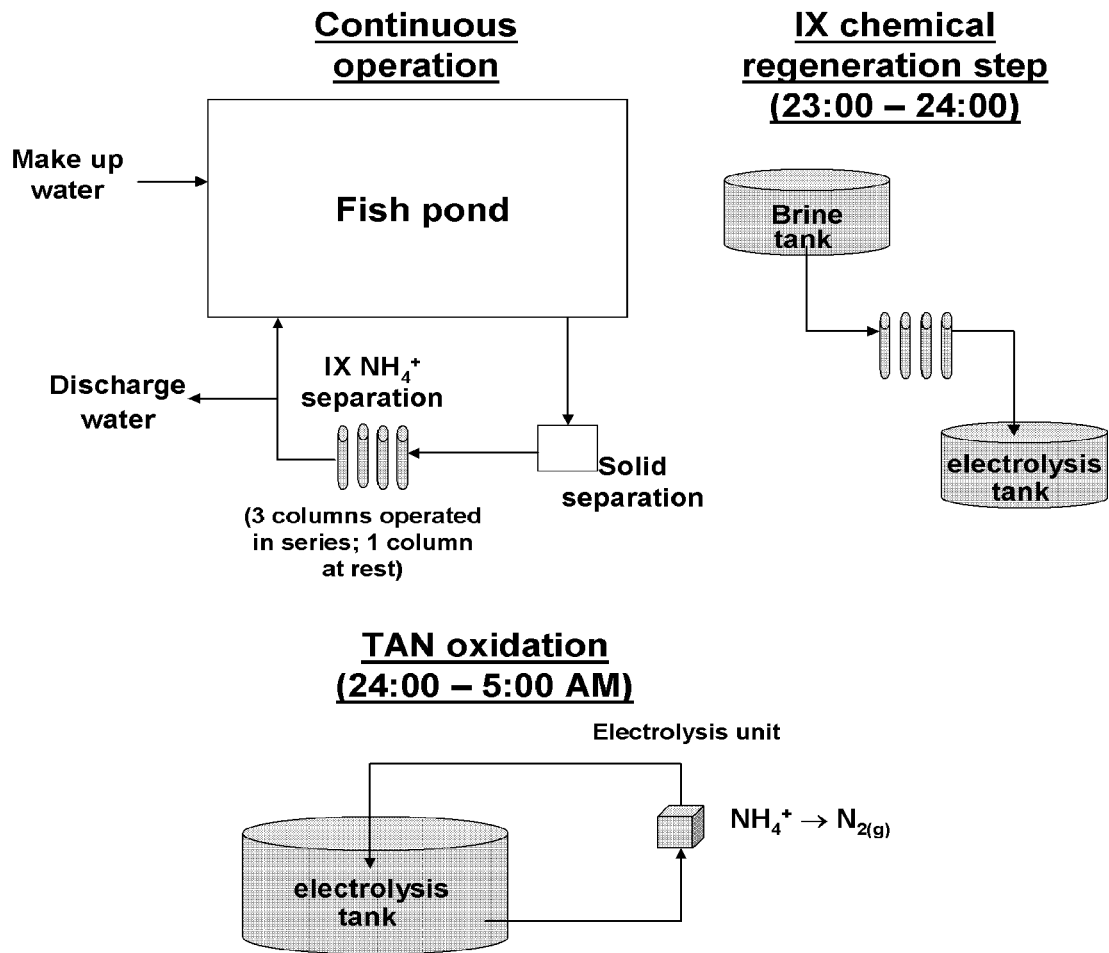 Continuous
operation
Make up
water
Fish pond
Discharge
water
IX NH₄⁺
separation
(3 columns operated
in series; 1 column
at rest)
Solid
separation
IX chemical
regeneration step
(23:00 – 24:00)
Brine
tank
electrolysis
tank
TAN oxidation
(24:00 – 5:00 AM)
Electrolysis unit
NH₄⁺ → N₂₍g₎
electrolysis
tank